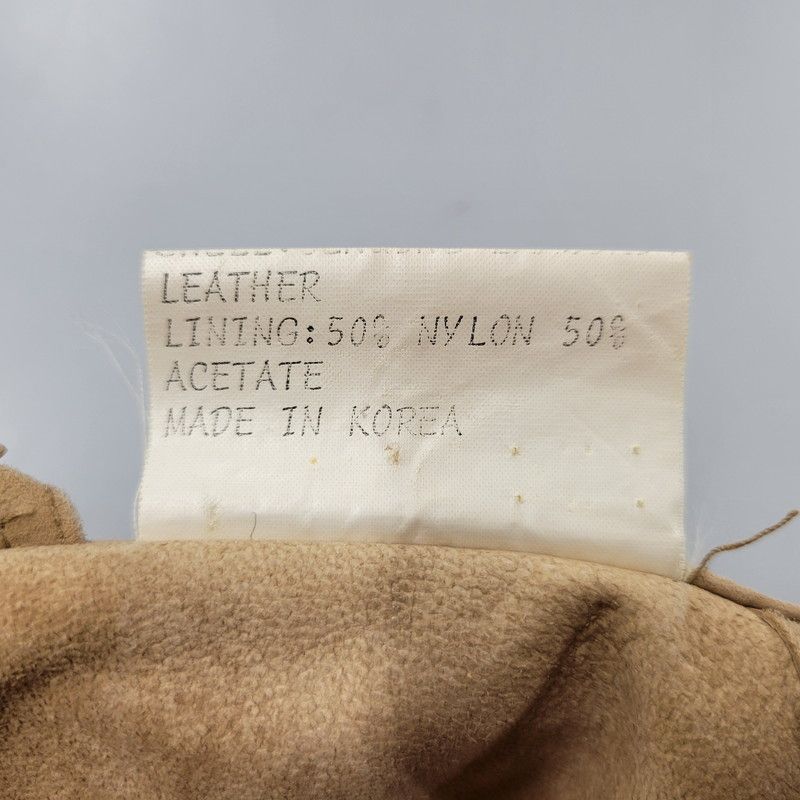 LEATHER
LINING:50% NYLON 50%
ACETATE
MADE IN KOREA